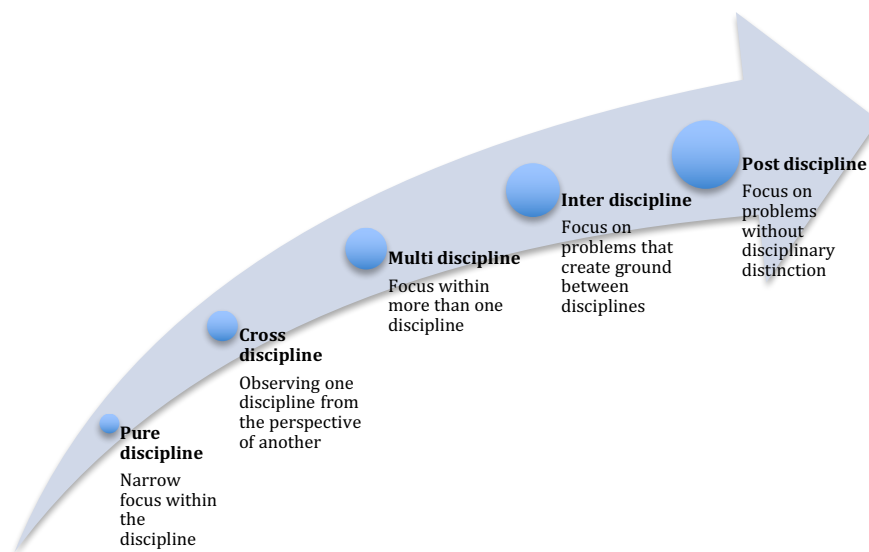 Pure
discipline
Narrow
focus within
the
discipline
Cross
discipline
Observing one
discipline from
the perspective
of another
Multi discipline
Focus within
more than one
discipline
Inter discipline
Focus on
problems that
create ground
between
disciplines
Post discipline
Focus on
problems
without
disciplinary
distinction